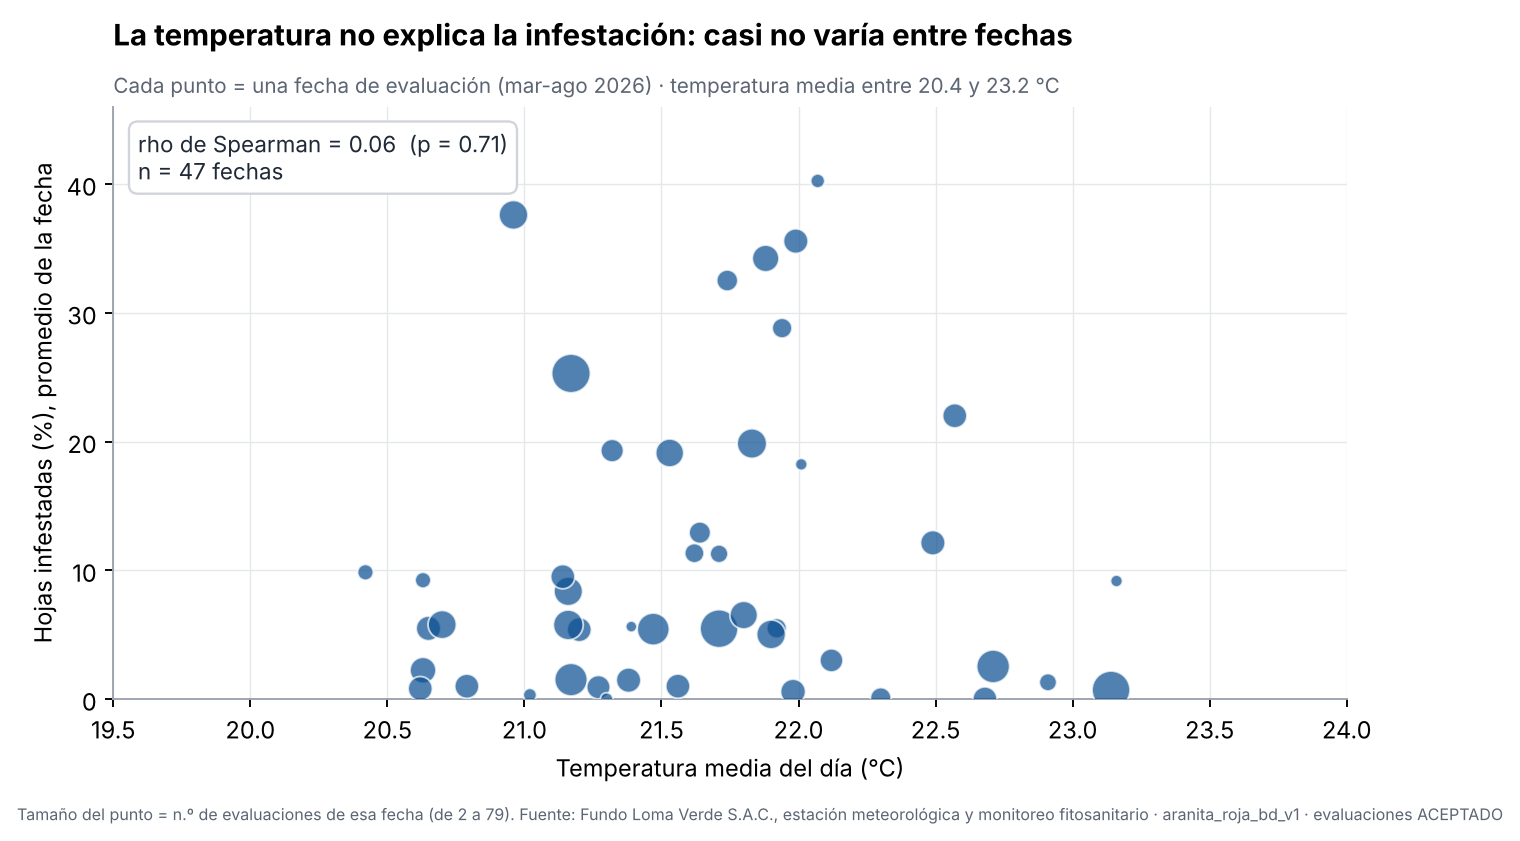 La temperatura no explica la infestación: casi no varía entre fechas
Cada punto = una fecha de evaluación (mar-ago 2026) · temperatura media entre 20.4 y 23.2 °C
rho de Spearman = 0.06 (p = 0.71)
n = 47 fechas
Hojas infestadas (%), promedio de la fecha
40
30
20
10
0
19.5 20.0 20.5 21.0 21.5 22.0 22.5 23.0 23.5 24.0
Temperatura media del día (°C)
Tamaño del punto = n.º de evaluaciones de esa fecha (de 2 a 79). Fuente: Fundo Loma Verde S.A.C., estación meteorológica y monitoreo fitosanitario · aranita_roja_bd_v1 · evaluaciones ACEPTADO